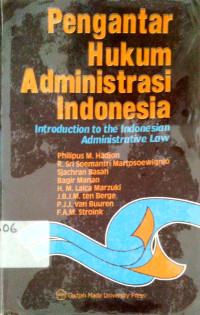 Pengantar
Hukum
Administrasi
Indonesia
Introduction to the Indonesian
Administrative Law
Philipus M. Hadjon
R. Sri Soemantri Martosoewignjo
Sjachran Basah
Bagir Manan
H. M. Laica Marzuki
J.B.J.M. ten Berge
P.J.J. van Buuren
F.A.M. Stroink
06
Gadjah Mada University Press